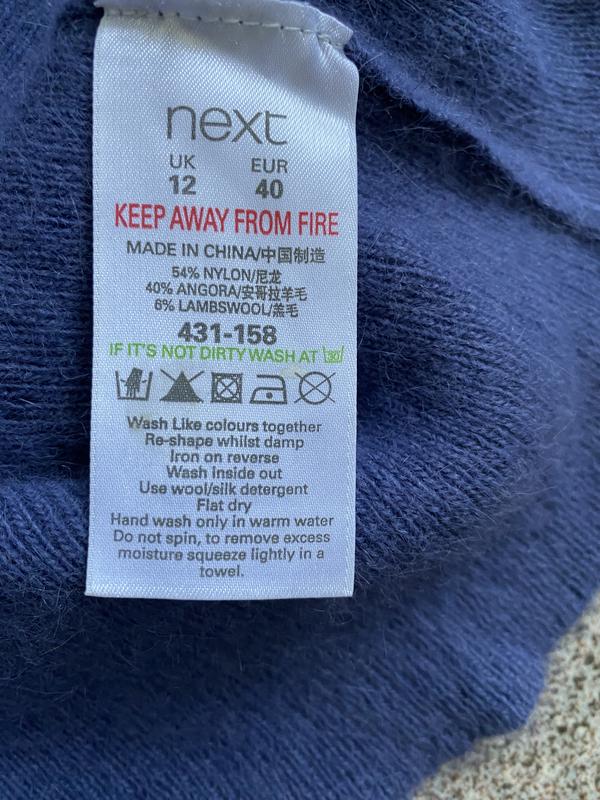 next
UK EUR
12 40
KEEP AWAY FROM FIRE
MADE IN CHINA/中国制造
54% NYLON/尼龙
40% ANGORA/安哥拉羊毛
6% LAMBSWOOL/羔毛
431-158
IF IT'S NOT DIRTY WASH AT 30
Wash Like colours together
Re-shape whilst damp
Iron on reverse
Wash Inside out
Use wool/silk detergent
Flat dry
Hand wash only in warm water
Do not spin, to remove excess
moisture squeeze lightly in a
towel.